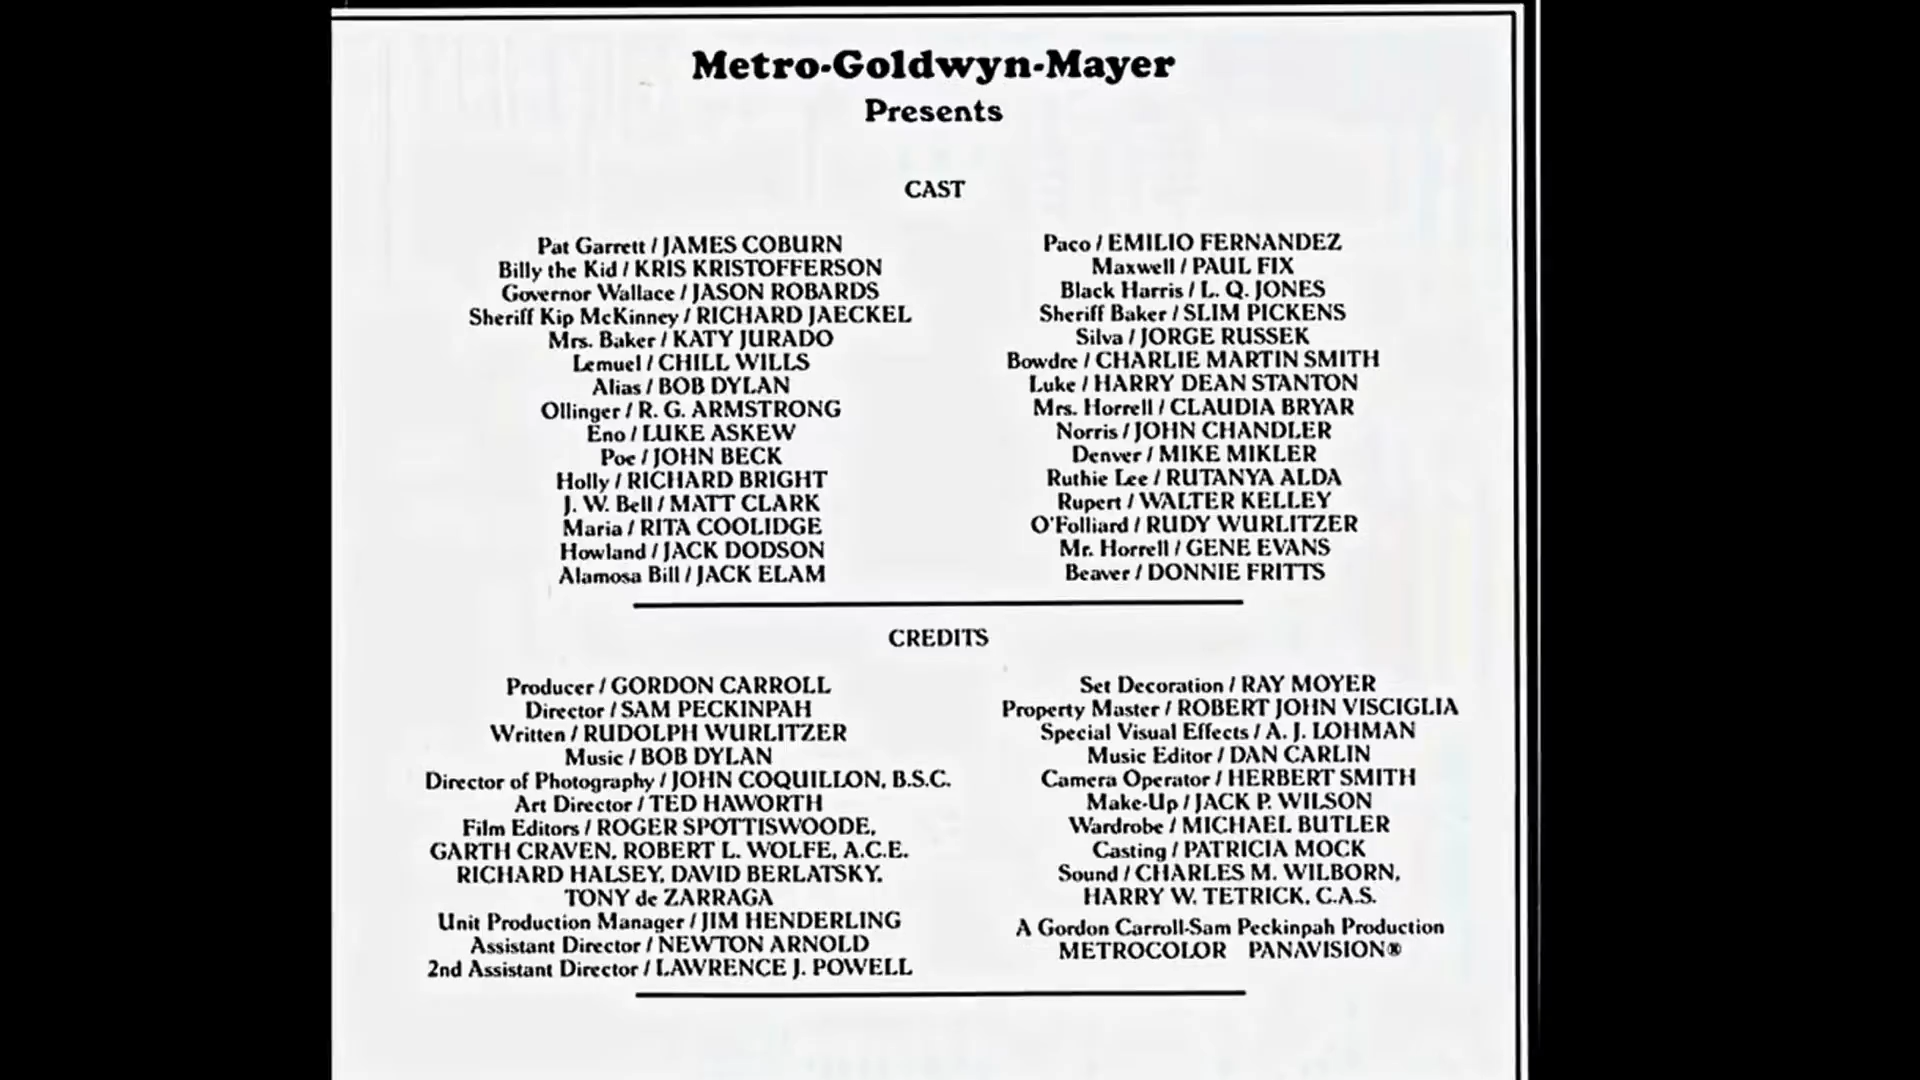 Metro-Goldwyn-Mayer
Presents
CAST
Pat Garrett / JAMES COBURN
Billy the Kid / KRIS KRISTOFFERSON
Governor Wallace / JASON ROBARDS
Sheriff Kip McKinney / RICHARD JAECKEL
Mrs. Baker / KATY JURADO
Lemuel / CHILL WILLS
Alias / BOB DYLAN
Ollinger / R. G. ARMSTRONG
Eno / LUKE ASKEW
Poe / JOHN BECK
Holly / RICHARD BRIGHT
J. W. Bell / MATT CLARK
Maria / RITA COOLIDGE
Howland / JACK DODSON
Alamosa Bill / JACK ELAM
Paco / EMILIO FERNANDEZ
Maxwell / PAUL FIX
Black Harris / L. Q. JONES
Sheriff Baker / SLIM PICKENS
Silva / JORGE RUSSEK
Bowdre / CHARLIE MARTIN SMITH
Luke / HARRY DEAN STANTON
Mrs. Horrell / CLAUDIA BRYAR
Norris / JOHN CHANDLER
Denver / MIKE MIKLER
Ruthie Lee / RUTANYA ALDA
Rupert / WALTER KELLEY
O'Folliard / RUDY WURLITZER
Mr. Horrell / GENE EVANS
Beaver / DONNIE FRITTS
CREDITS
Producer / GORDON CARROLL
Director / SAM PECKINPAH
Written / RUDOLPH WURLITZER
Music / BOB DYLAN
Director of Photography / JOHN COQUILLON, B.S.C.
Art Director / TED HAWORTH
Film Editors / ROGER SPOTTISWOODE,
GARTH CRAVEN, ROBERT L. WOLFE, A.C.E.
RICHARD HALSEY, DAVID BERLATSKY,
TONY de ZARRAGA
Unit Production Manager / JIM HENDERLING
Assistant Director / NEWTON ARNOLD
2nd Assistant Director / LAWRENCE J. POWELL
Set Decoration / RAY MOYER
Property Master / ROBERT JOHN VISCIGLIA
Special Visual Effects / A. J. LOHMAN
Music Editor / DAN CARLIN
Camera Operator / HERBERT SMITH
Make-Up / JACK P. WILSON
Wardrobe / MICHAEL BUTLER
Casting / PATRICIA MOCK
Sound / CHARLES M. WILBORN,
HARRY W. TETRICK, C.A.S.
A Gordon Carroll-Sam Peckinpah Production
METROCOLOR PANAVISION®